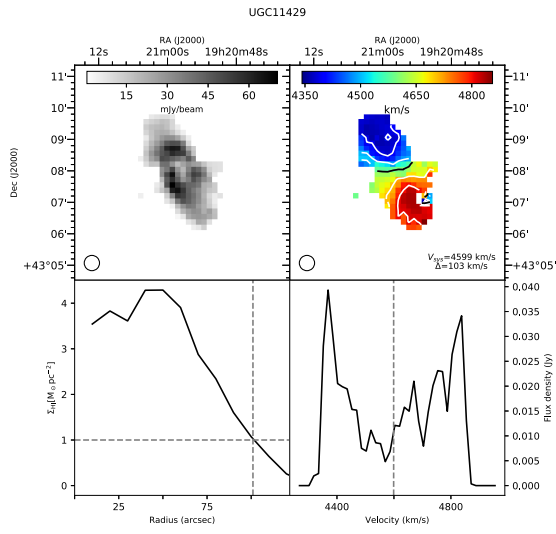 UGC11429
RA (J2000)
12s 21m00s 19h20m48s
RA (J2000)
12s 21m00s 19h20m48s
11'
10'
09'
08'
07'
06'
+43°05'
Dec (J2000)
15 30 45 60
mJy/beam
4350 4500 4650 4800
km/s
11'
10'
09'
08'
07'
06'
+43°05'
V_sys=4599 km/s
Δ=103 km/s
4
3
2
1
0
Σ_HI[M☉ pc⁻²]
25 75
Radius (arcsec)
4400 4600 4800
Velocity (km/s)
0.040
0.035
0.030
0.025
0.020
0.015
0.010
0.005
0.000
Flux density (Jy)